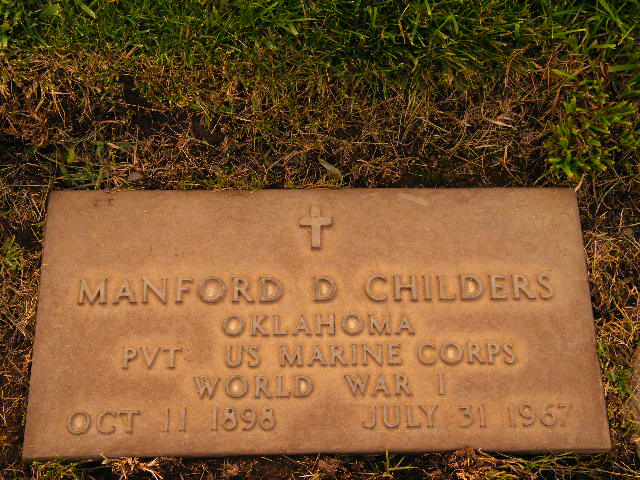 MANFORD D CHILDERS
OKLAHOMA
PVT US MARINE CORPS
WORLD WAR I
OCT 11 1898 JULY 31 1967